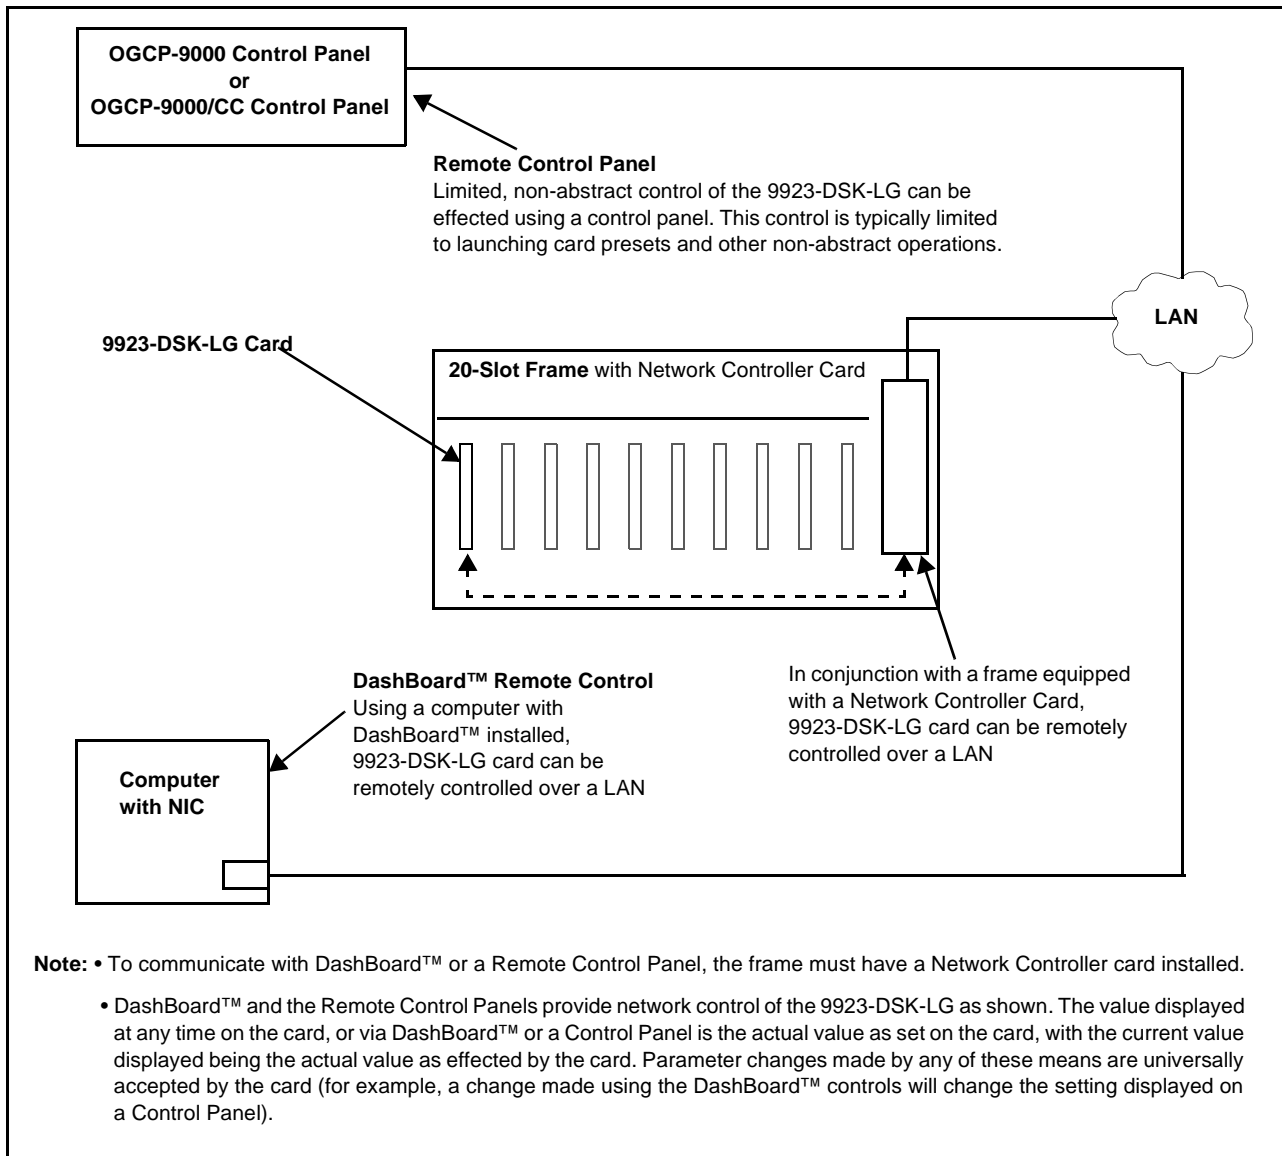 OGCP-9000 Control Panel
or
OGCP-9000/CC Control Panel
Remote Control Panel
Limited, non-abstract control of the 9923-DSK-LG can be
effected using a control panel. This control is typically limited
to launching card presets and other non-abstract operations.
LAN
9923-DSK-LG Card
20-Slot Frame with Network Controller Card
DashBoard™ Remote Control
Using a computer with
DashBoard™ installed,
9923-DSK-LG card can be
remotely controlled over a LAN
In conjunction with a frame equipped
with a Network Controller Card,
9923-DSK-LG card can be remotely
controlled over a LAN
Computer
with NIC
Note: • To communicate with DashBoard™ or a Remote Control Panel, the frame must have a Network Controller card installed.
• DashBoard™ and the Remote Control Panels provide network control of the 9923-DSK-LG as shown. The value displayed
at any time on the card, or via DashBoard™ or a Control Panel is the actual value as set on the card, with the current value
displayed being the actual value as effected by the card. Parameter changes made by any of these means are universally
accepted by the card (for example, a change made using the DashBoard™ controls will change the setting displayed on
a Control Panel).